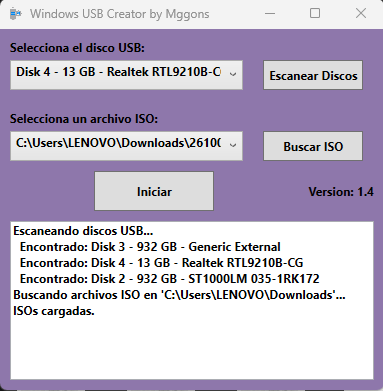 Windows USB Creator by Mggons
Selecciona el disco USB:
Disk 4 - 13 GB - Realtek RTL9210B-CG
Escanear Discos
Selecciona un archivo ISO:
C:\Users\LENOVO\Downloads\26100
Buscar ISO
Iniciar
Version: 1.4
Escaneando discos USB...
Encontrado: Disk 3 - 932 GB - Generic External
Encontrado: Disk 4 - 13 GB - Realtek RTL9210B-CG
Encontrado: Disk 2 - 932 GB - ST1000LM 035-1RK172
Buscando archivos ISO en 'C:\Users\LENOVO\Downloads'...
ISOs cargadas.